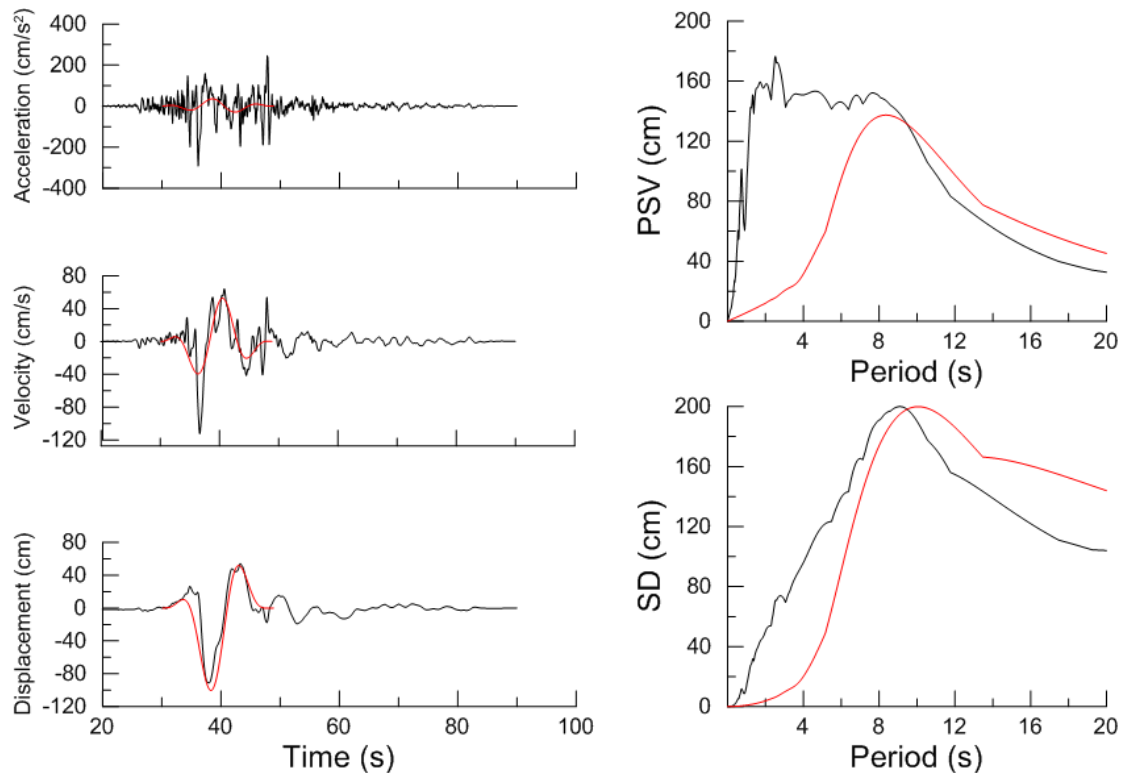 Acceleration (cm/s²)
400
200
0
-200
-400
Velocity (cm/s)
80
40
0
-40
-80
-120
Displacement (cm)
80
40
0
-40
-80
-120
20 40 60 80 100
Time (s)
PSV (cm)
200
160
120
80
40
0
4 8 12 16 20
Period (s)
SD (cm)
200
160
120
80
40
0
4 8 12 16 20
Period (s)